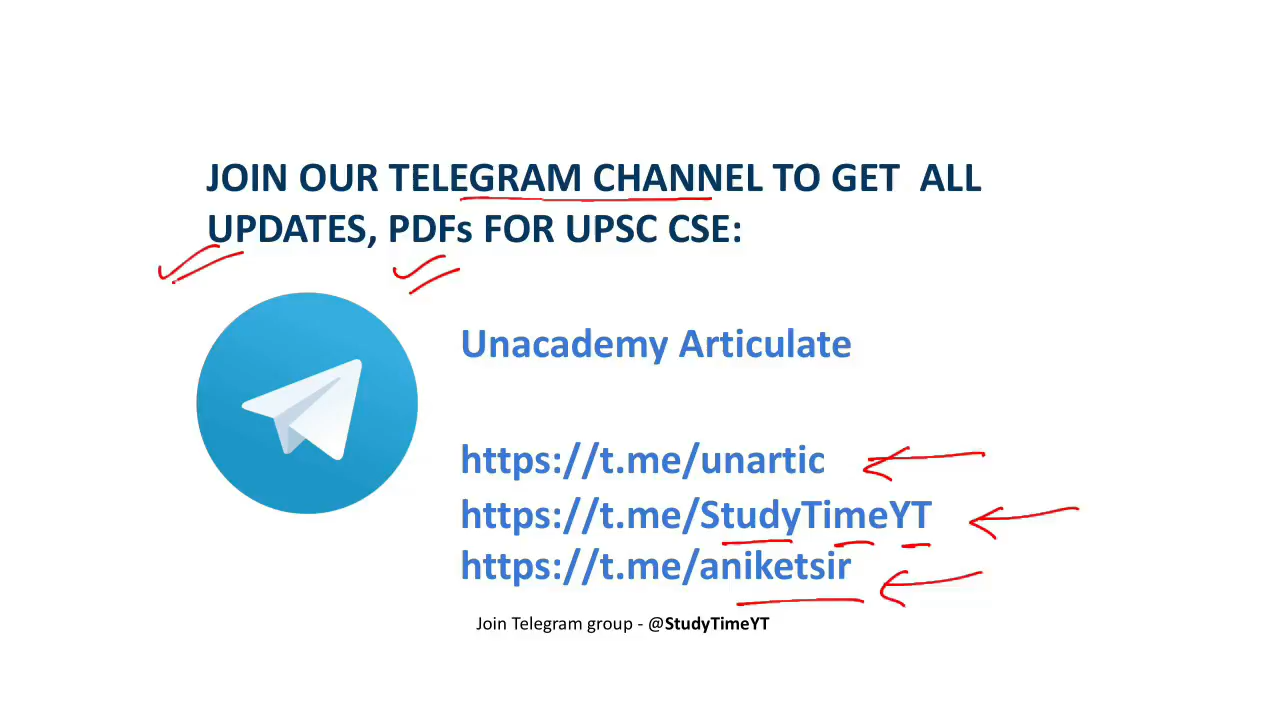 JOIN OUR TELEGRAM CHANNEL TO GET ALL
UPDATES, PDFs FOR UPSC CSE:
Unacademy Articulate
https://t.me/unartic
https://t.me/StudyTimeYT
https://t.me/aniketsir
Join Telegram group - @StudyTimeYT